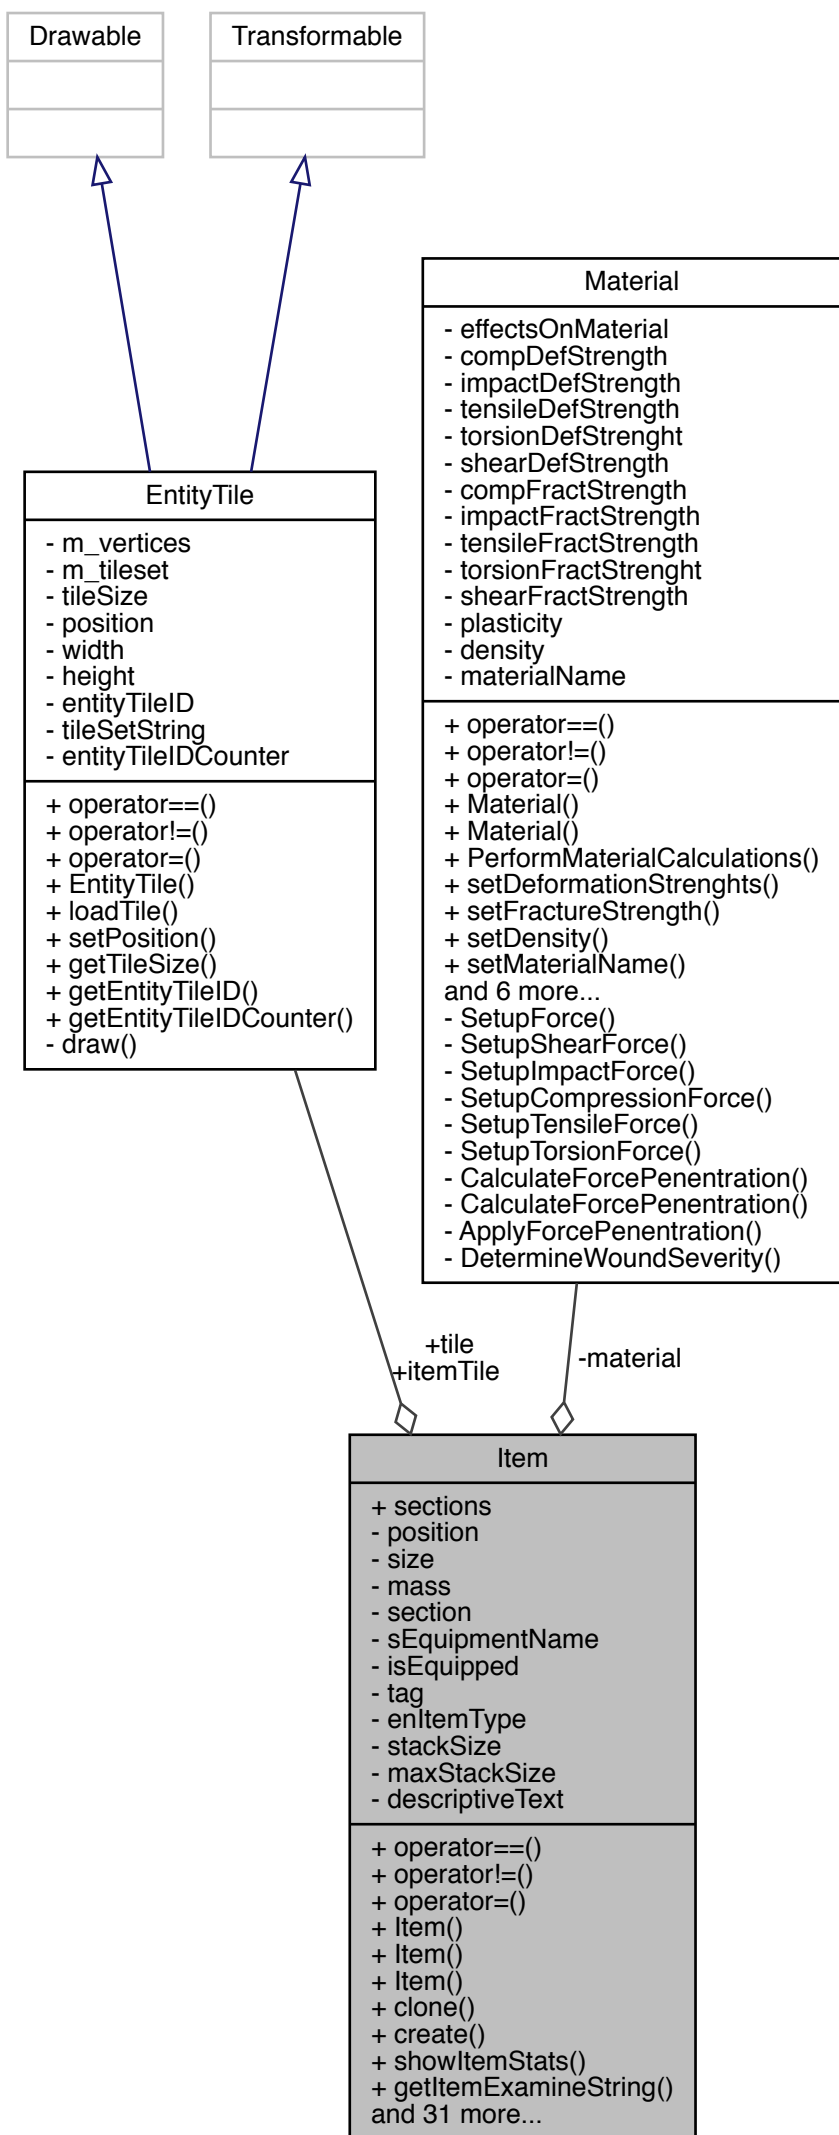 Drawable
Transformable
Material
- effectsOnMaterial
- compDefStrength
- impactDefStrength
- tensileDefStrength
- torsionDefStrenght
- shearDefStrength
- compFractStrength
- impactFractStrength
- tensileFractStrength
- torsionFractStrenght
- shearFractStrength
- plasticity
- density
- materialName
+ operator==()
+ operator!=()
+ operator=()
+ Material()
+ Material()
+ PerformMaterialCalculations()
+ setDeformationStrenghts()
+ setFractureStrength()
+ setDensity()
+ setMaterialName()
and 6 more...
- SetupForce()
- SetupShearForce()
- SetupImpactForce()
- SetupCompressionForce()
- SetupTensileForce()
- SetupTorsionForce()
- CalculateForcePenentration()
- CalculateForcePenentration()
- ApplyForcePenentration()
- DetermineWoundSeverity()
EntityTile
- m_vertices
- m_tileset
- tileSize
- position
- width
- height
- entityTileID
- tileSetString
- entityTileIDCounter
+ operator==()
+ operator!=()
+ operator=()
+ EntityTile()
+ loadTile()
+ setPosition()
+ getTileSize()
+ getEntityTileID()
+ getEntityTileIDCounter()
- draw()
+tile
+itemTile
-material
Item
+ sections
- position
- size
- mass
- section
- sEquipmentName
- isEquipped
- tag
- enItemType
- stackSize
- maxStackSize
- descriptiveText
+ operator==()
+ operator!=()
+ operator=()
+ Item()
+ Item()
+ Item()
+ clone()
+ create()
+ showItemStats()
+ getItemExamineString()
and 31 more...